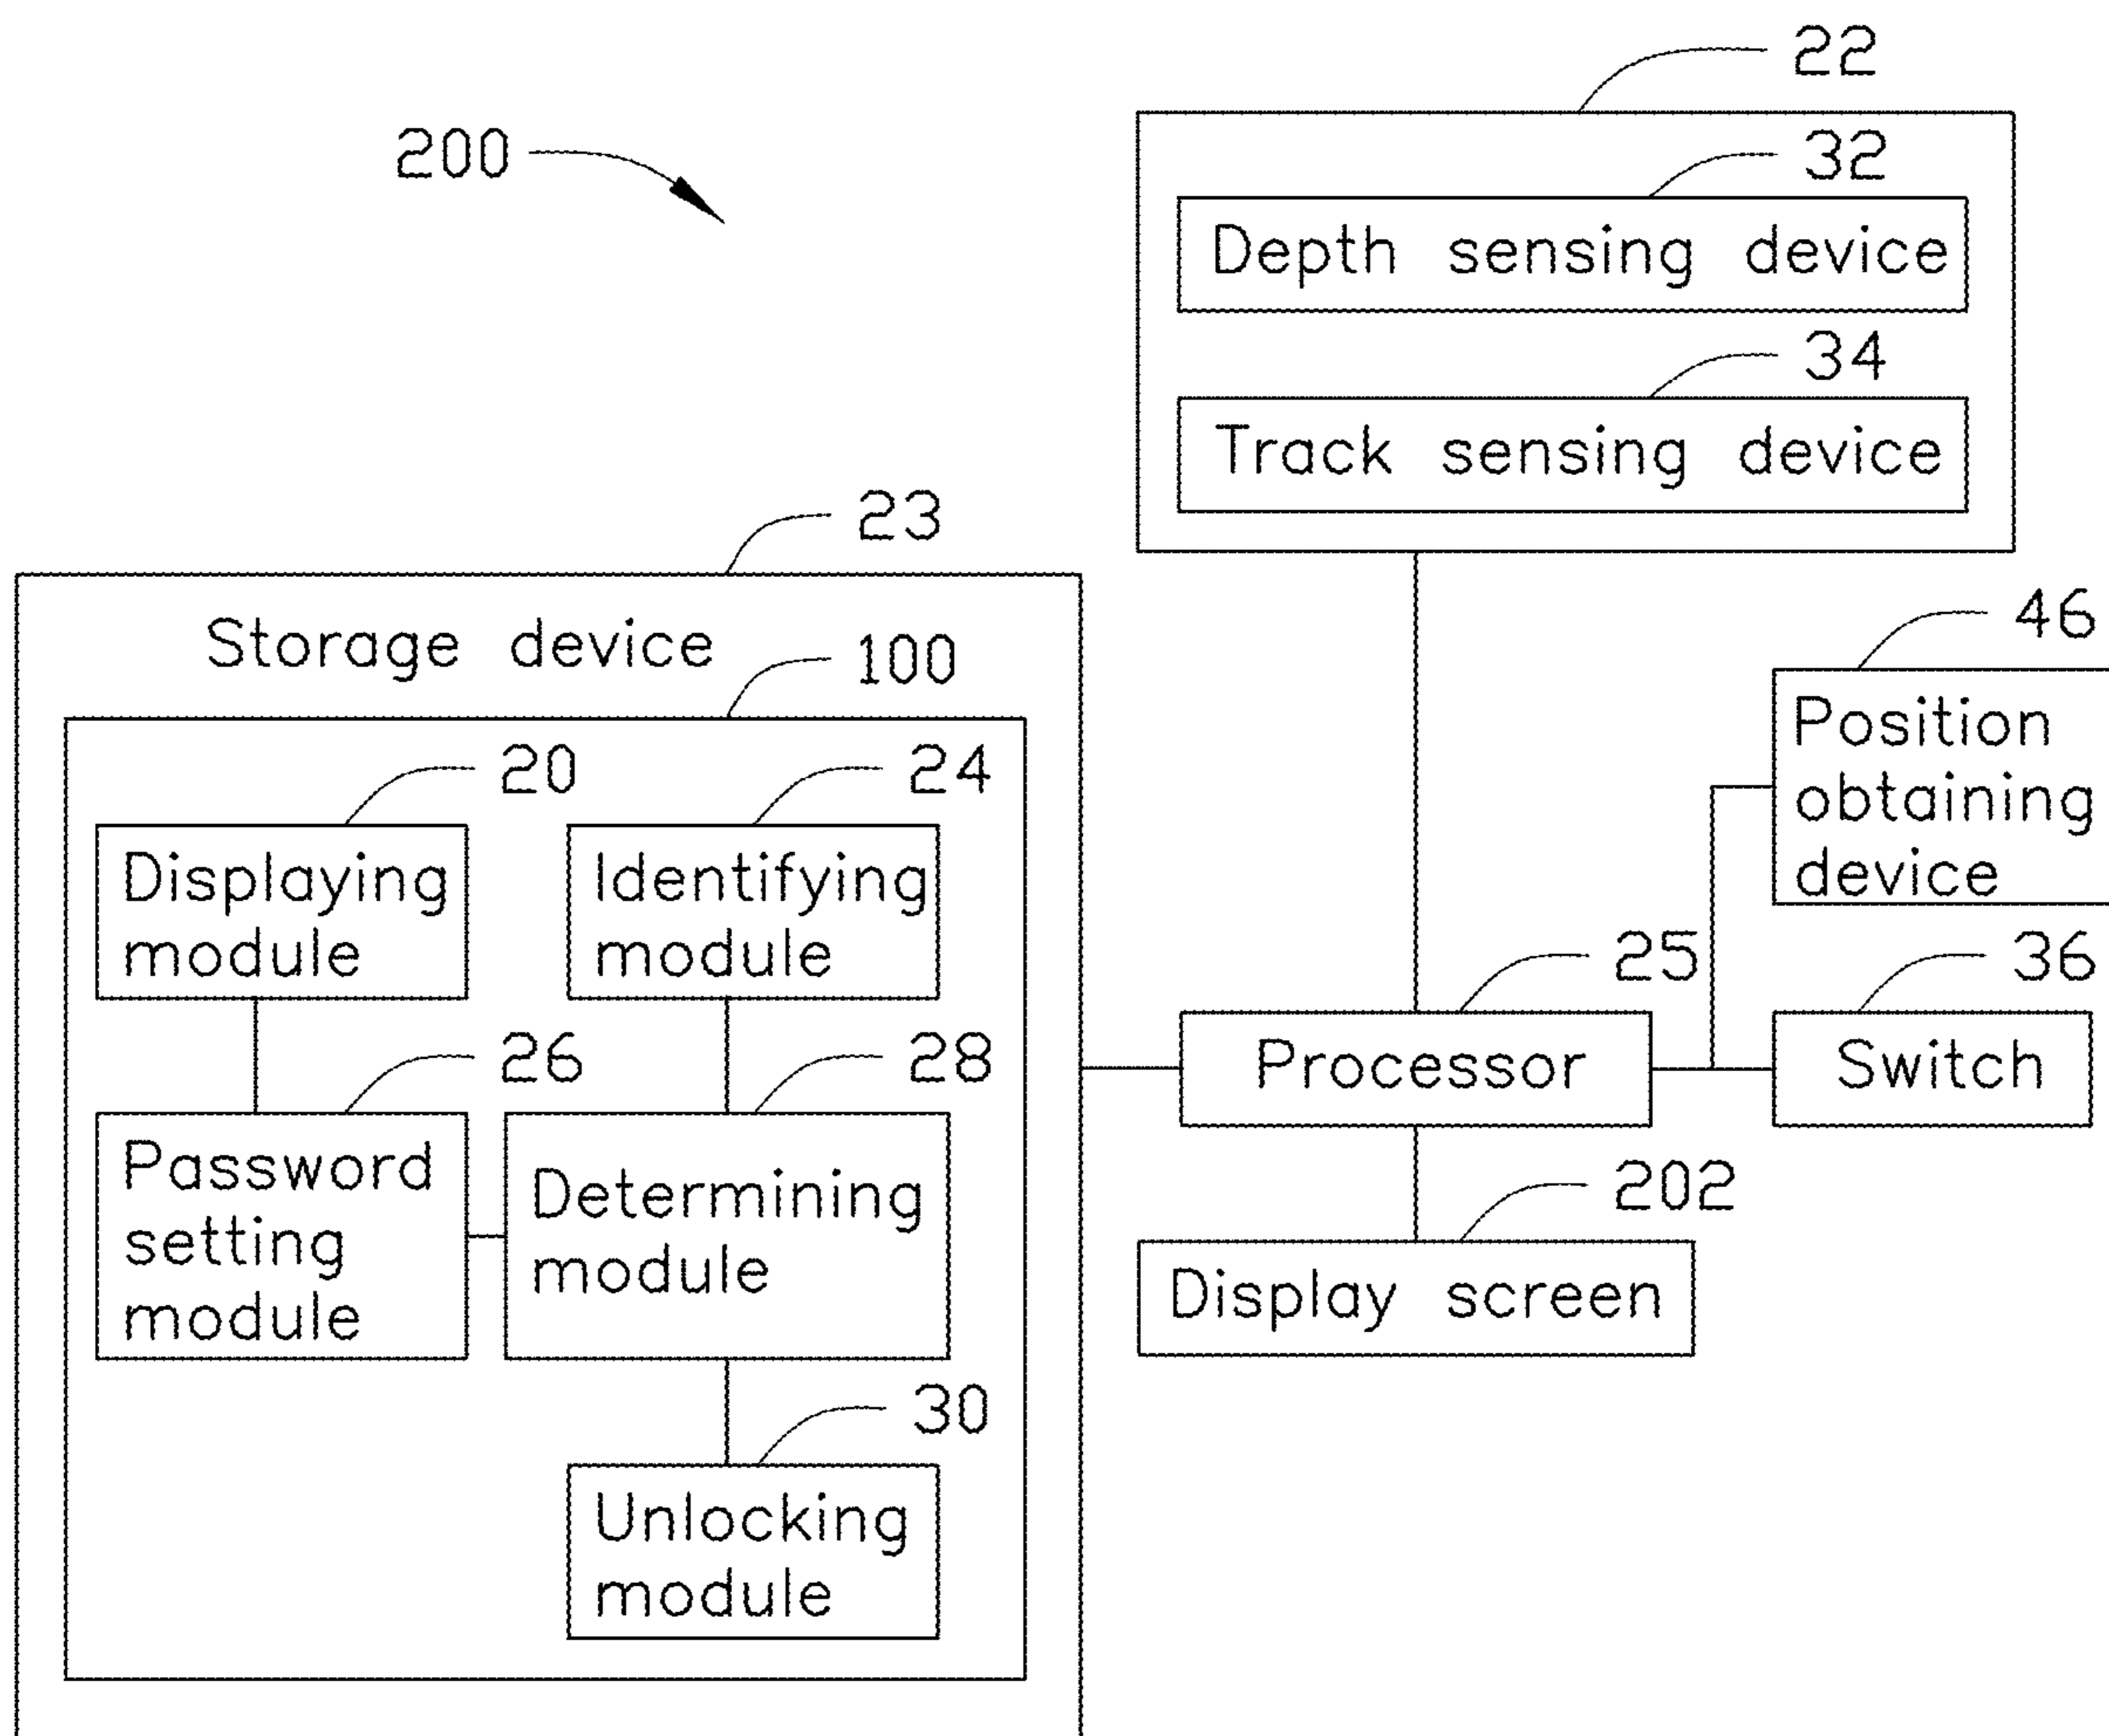 22
200
32
Depth sensing device
34
Track sensing device
23
Storage device
100
46
Position
obtaining
device
20
24
Displaying
module
Identifying
module
25
36
Processor
Switch
26
28
Password
setting
module
Determining
module
202
Display screen
30
Unlocking
module